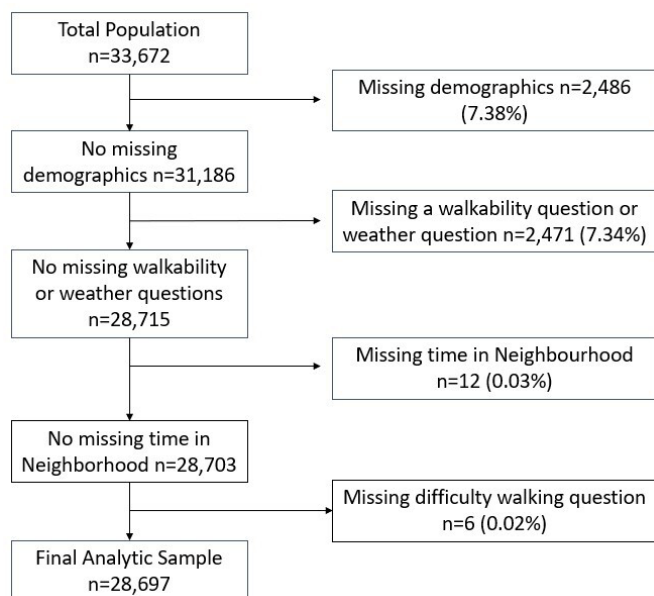 Total Population
n=33,672
Missing demographics n=2,486
(7.38%)
No missing
demographics n=31,186
Missing a walkability question or
weather question n=2,471 (7.34%)
No missing walkability
or weather questions
n=28,715
Missing time in Neighbourhood
n=12 (0.03%)
No missing time in
Neighborhood n=28,703
Missing difficulty walking question
n=6 (0.02%)
Final Analytic Sample
n=28,697